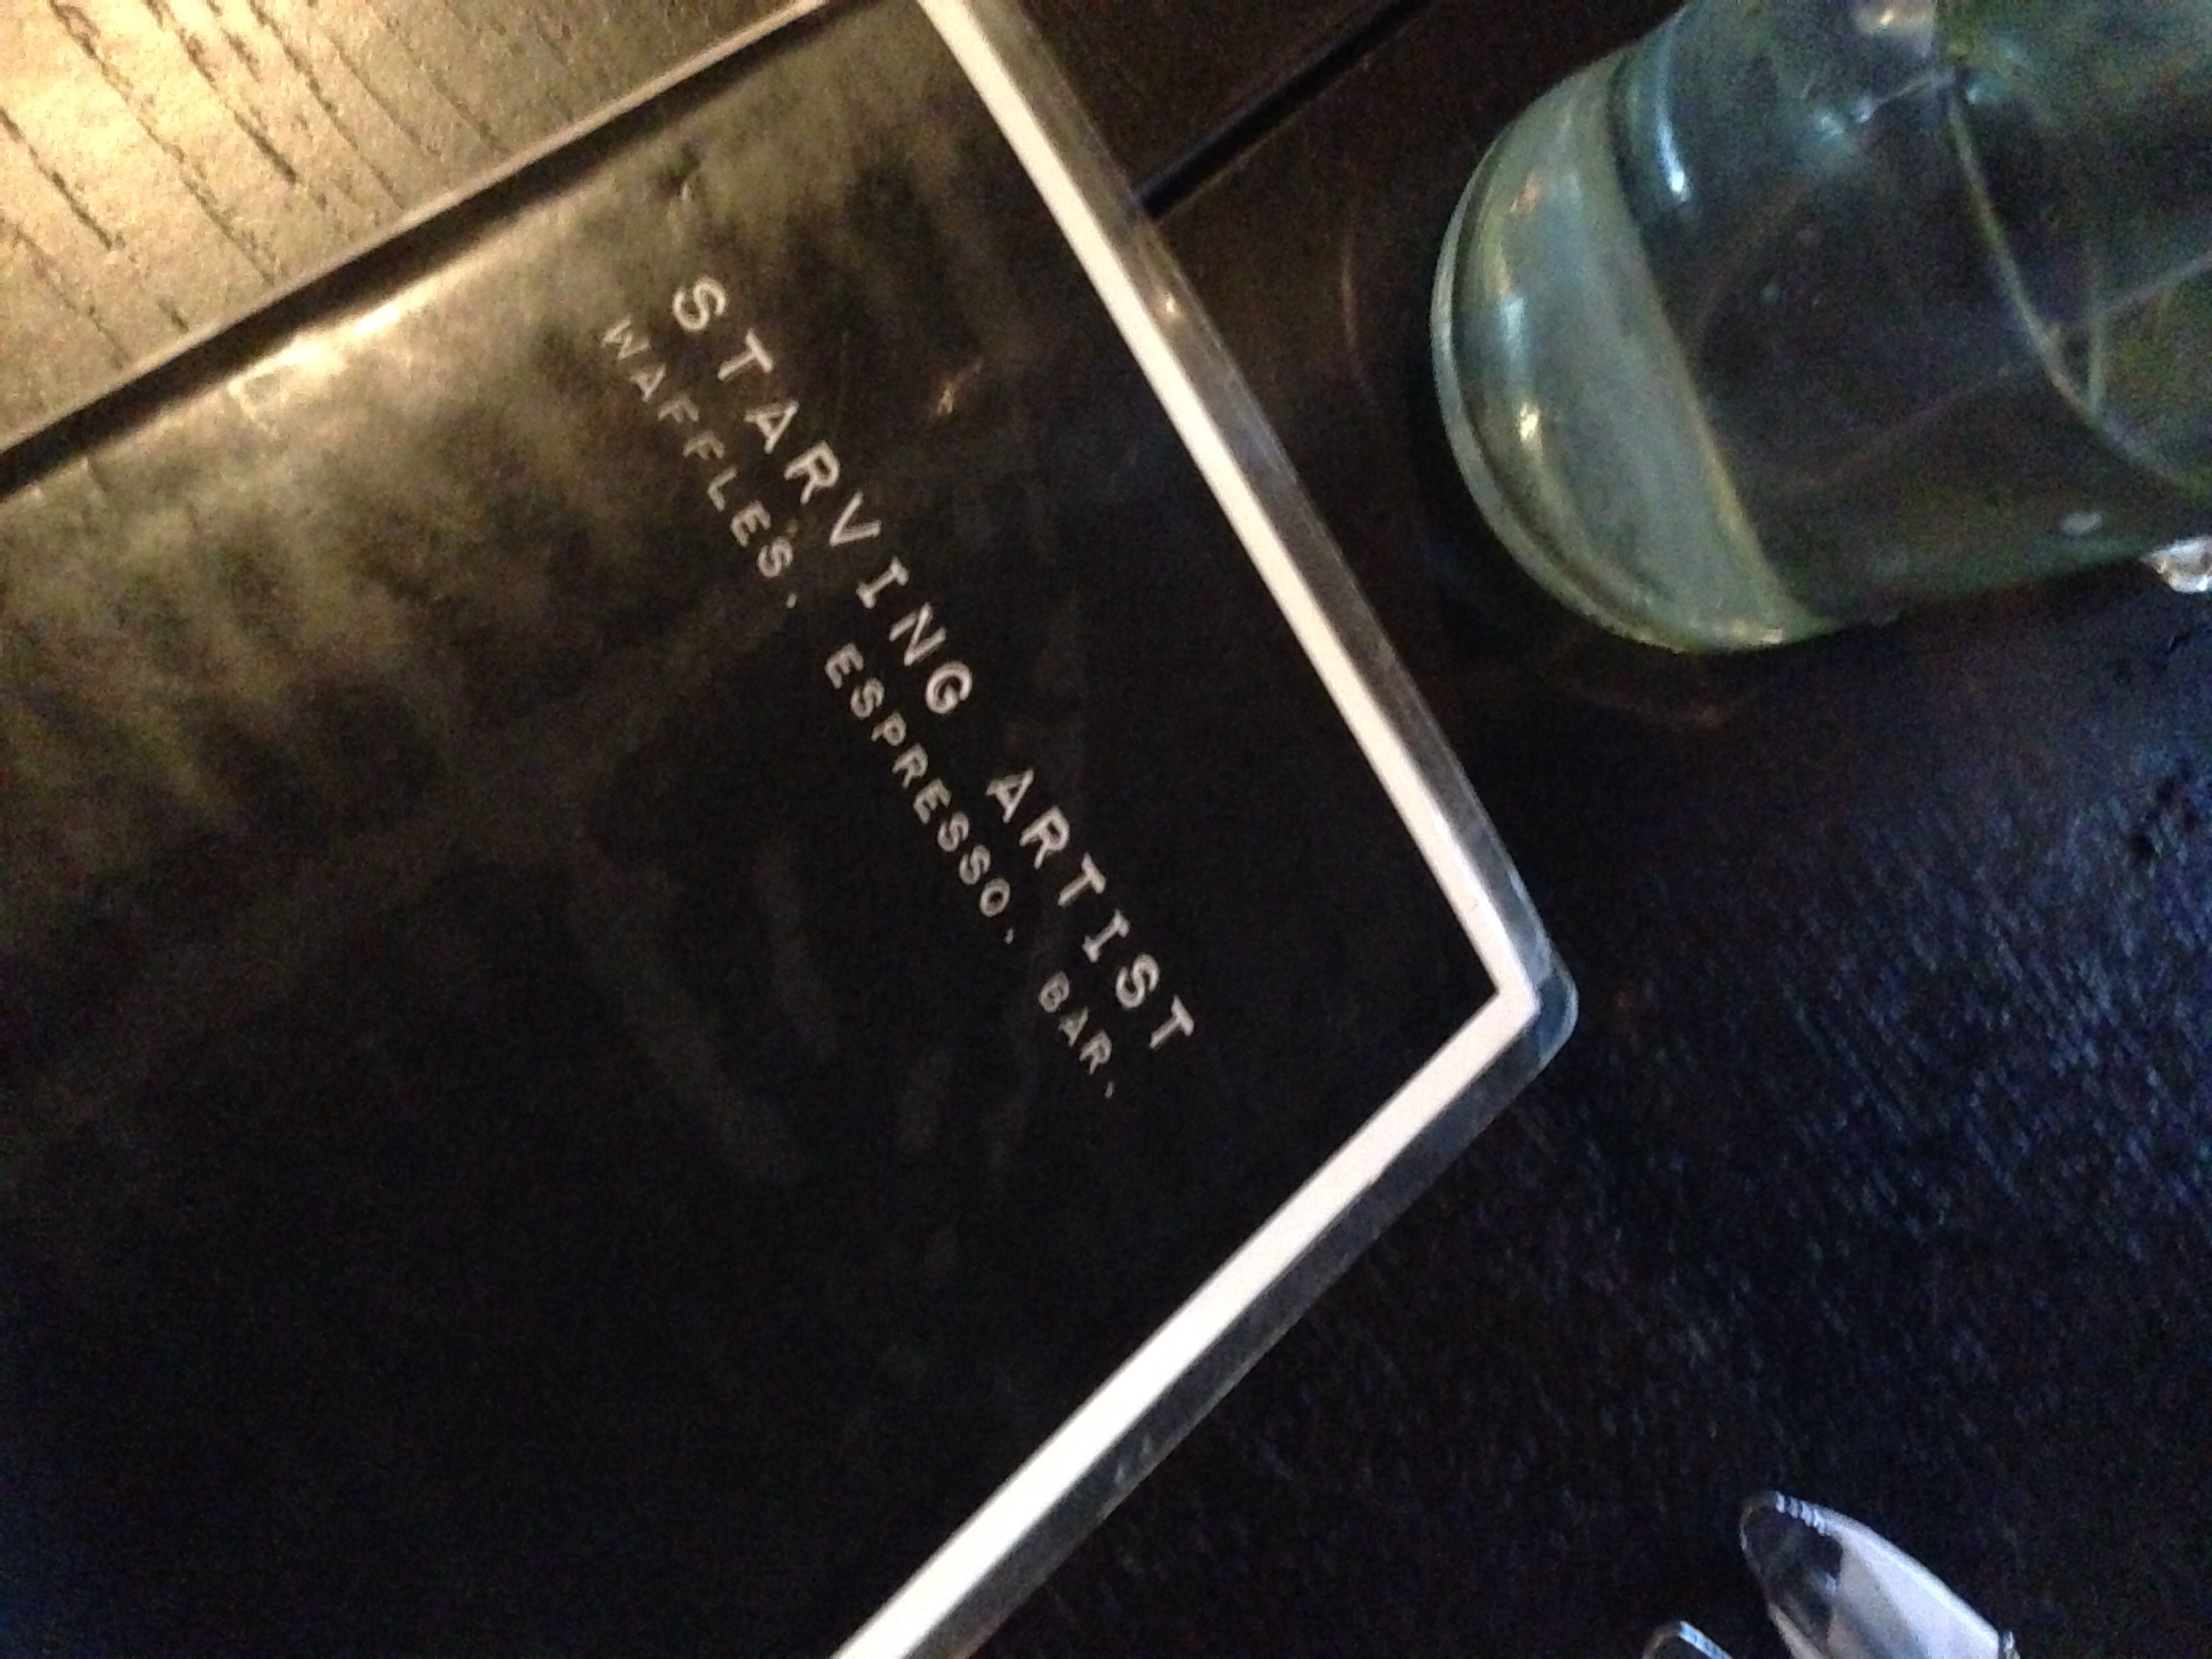 STARVING ARTIST
WAFFLES. ESPRESSO. BAR.